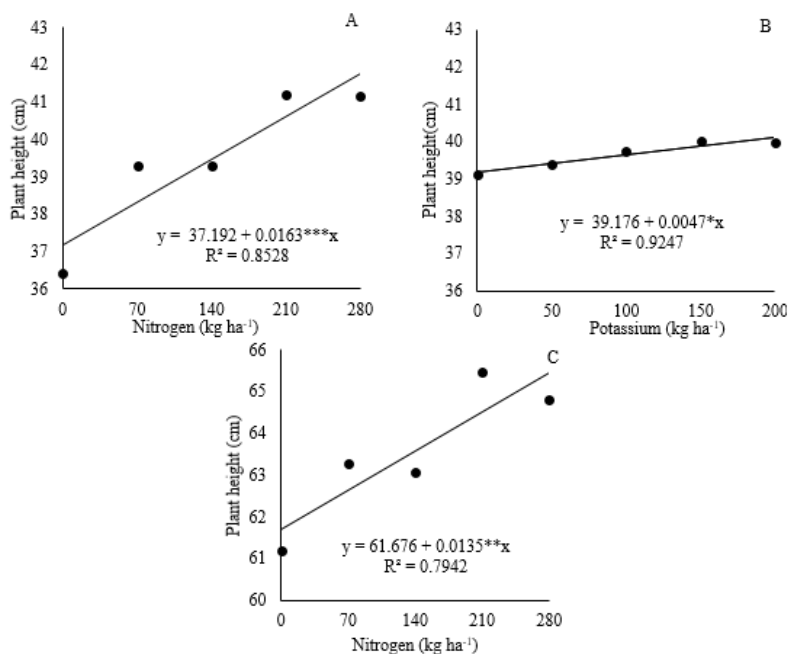 A
43
42
41
40
39
38
37
36
Plant height (cm)
y = 37.192 + 0.0163***x
R² = 0.8528
0 70 140 210 280
Nitrogen (kg ha⁻¹)
B
43
42
41
40
39
38
37
36
Plant height(cm)
y = 39.176 + 0.0047*x
R² = 0.9247
0 50 100 150 200
Potassium (kg ha⁻¹)
C
66
65
64
63
62
61
60
Plant height (cm)
y = 61.676 + 0.0135**x
R² = 0.7942
0 70 140 210 280
Nitrogen (kg ha⁻¹)